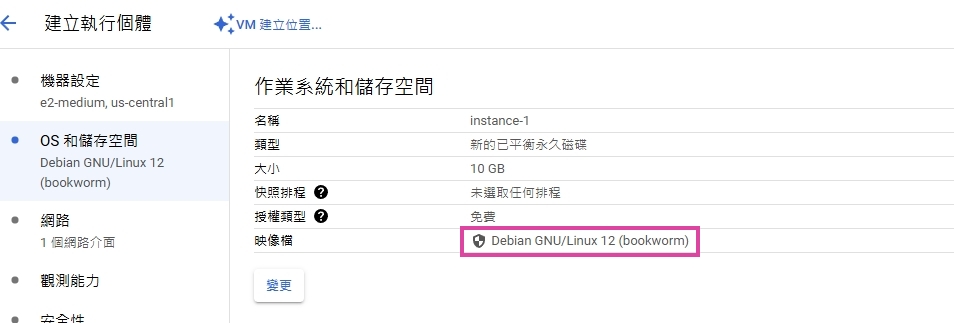 建立執行個體
VM 建立位置...
機器設定
e2-medium, us-central1
OS 和儲存空間
Debian GNU/Linux 12
(bookworm)
網路
1 個網路介面
觀測能力
安全性
作業系統和儲存空間
名稱 instance-1
類型 新的已平衡永久磁碟
大小 10 GB
快照排程 ? 未選取任何排程
授權類型 ? 免費
映像檔 Debian GNU/Linux 12 (bookworm)
變更